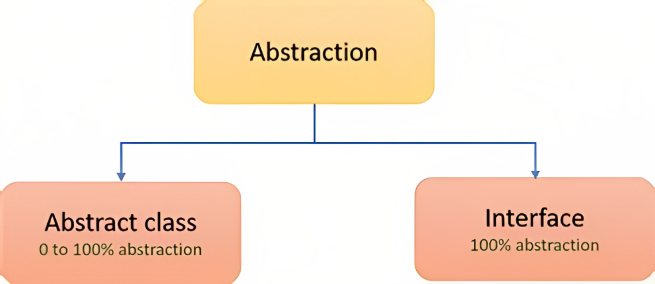 Abstraction
Abstract class
0 to 100% abstraction
Interface
100% abstraction